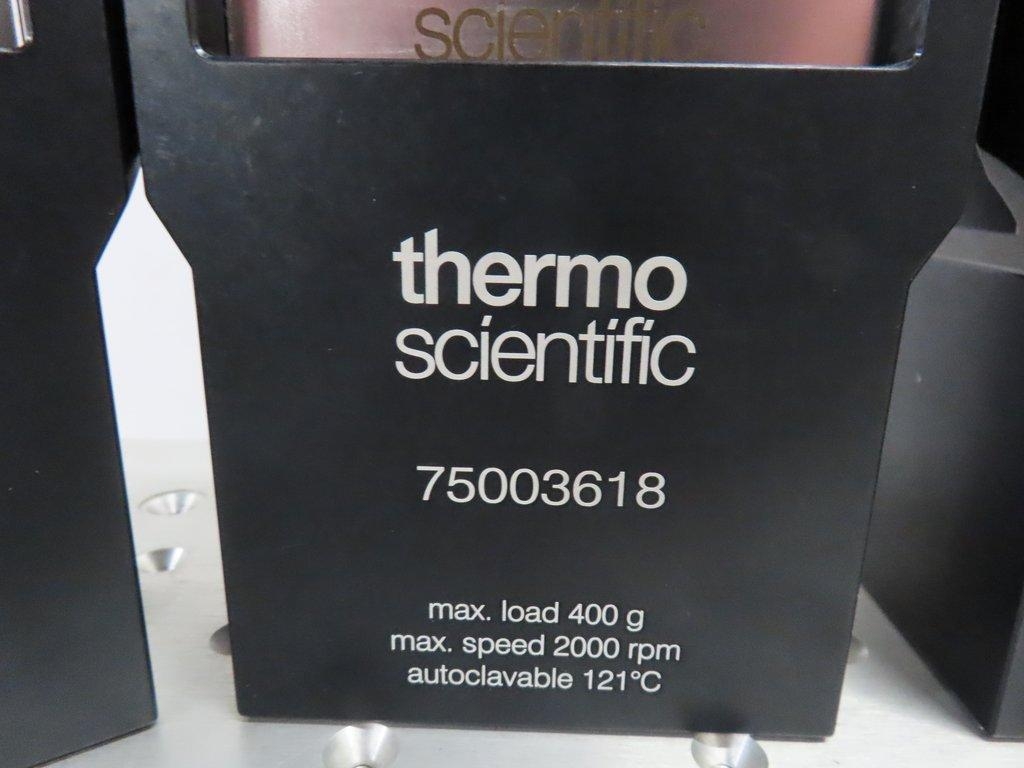 scientific
thermo
scientific
75003618
max. load 400 g
max. speed 2000 rpm
autoclavable 121°C